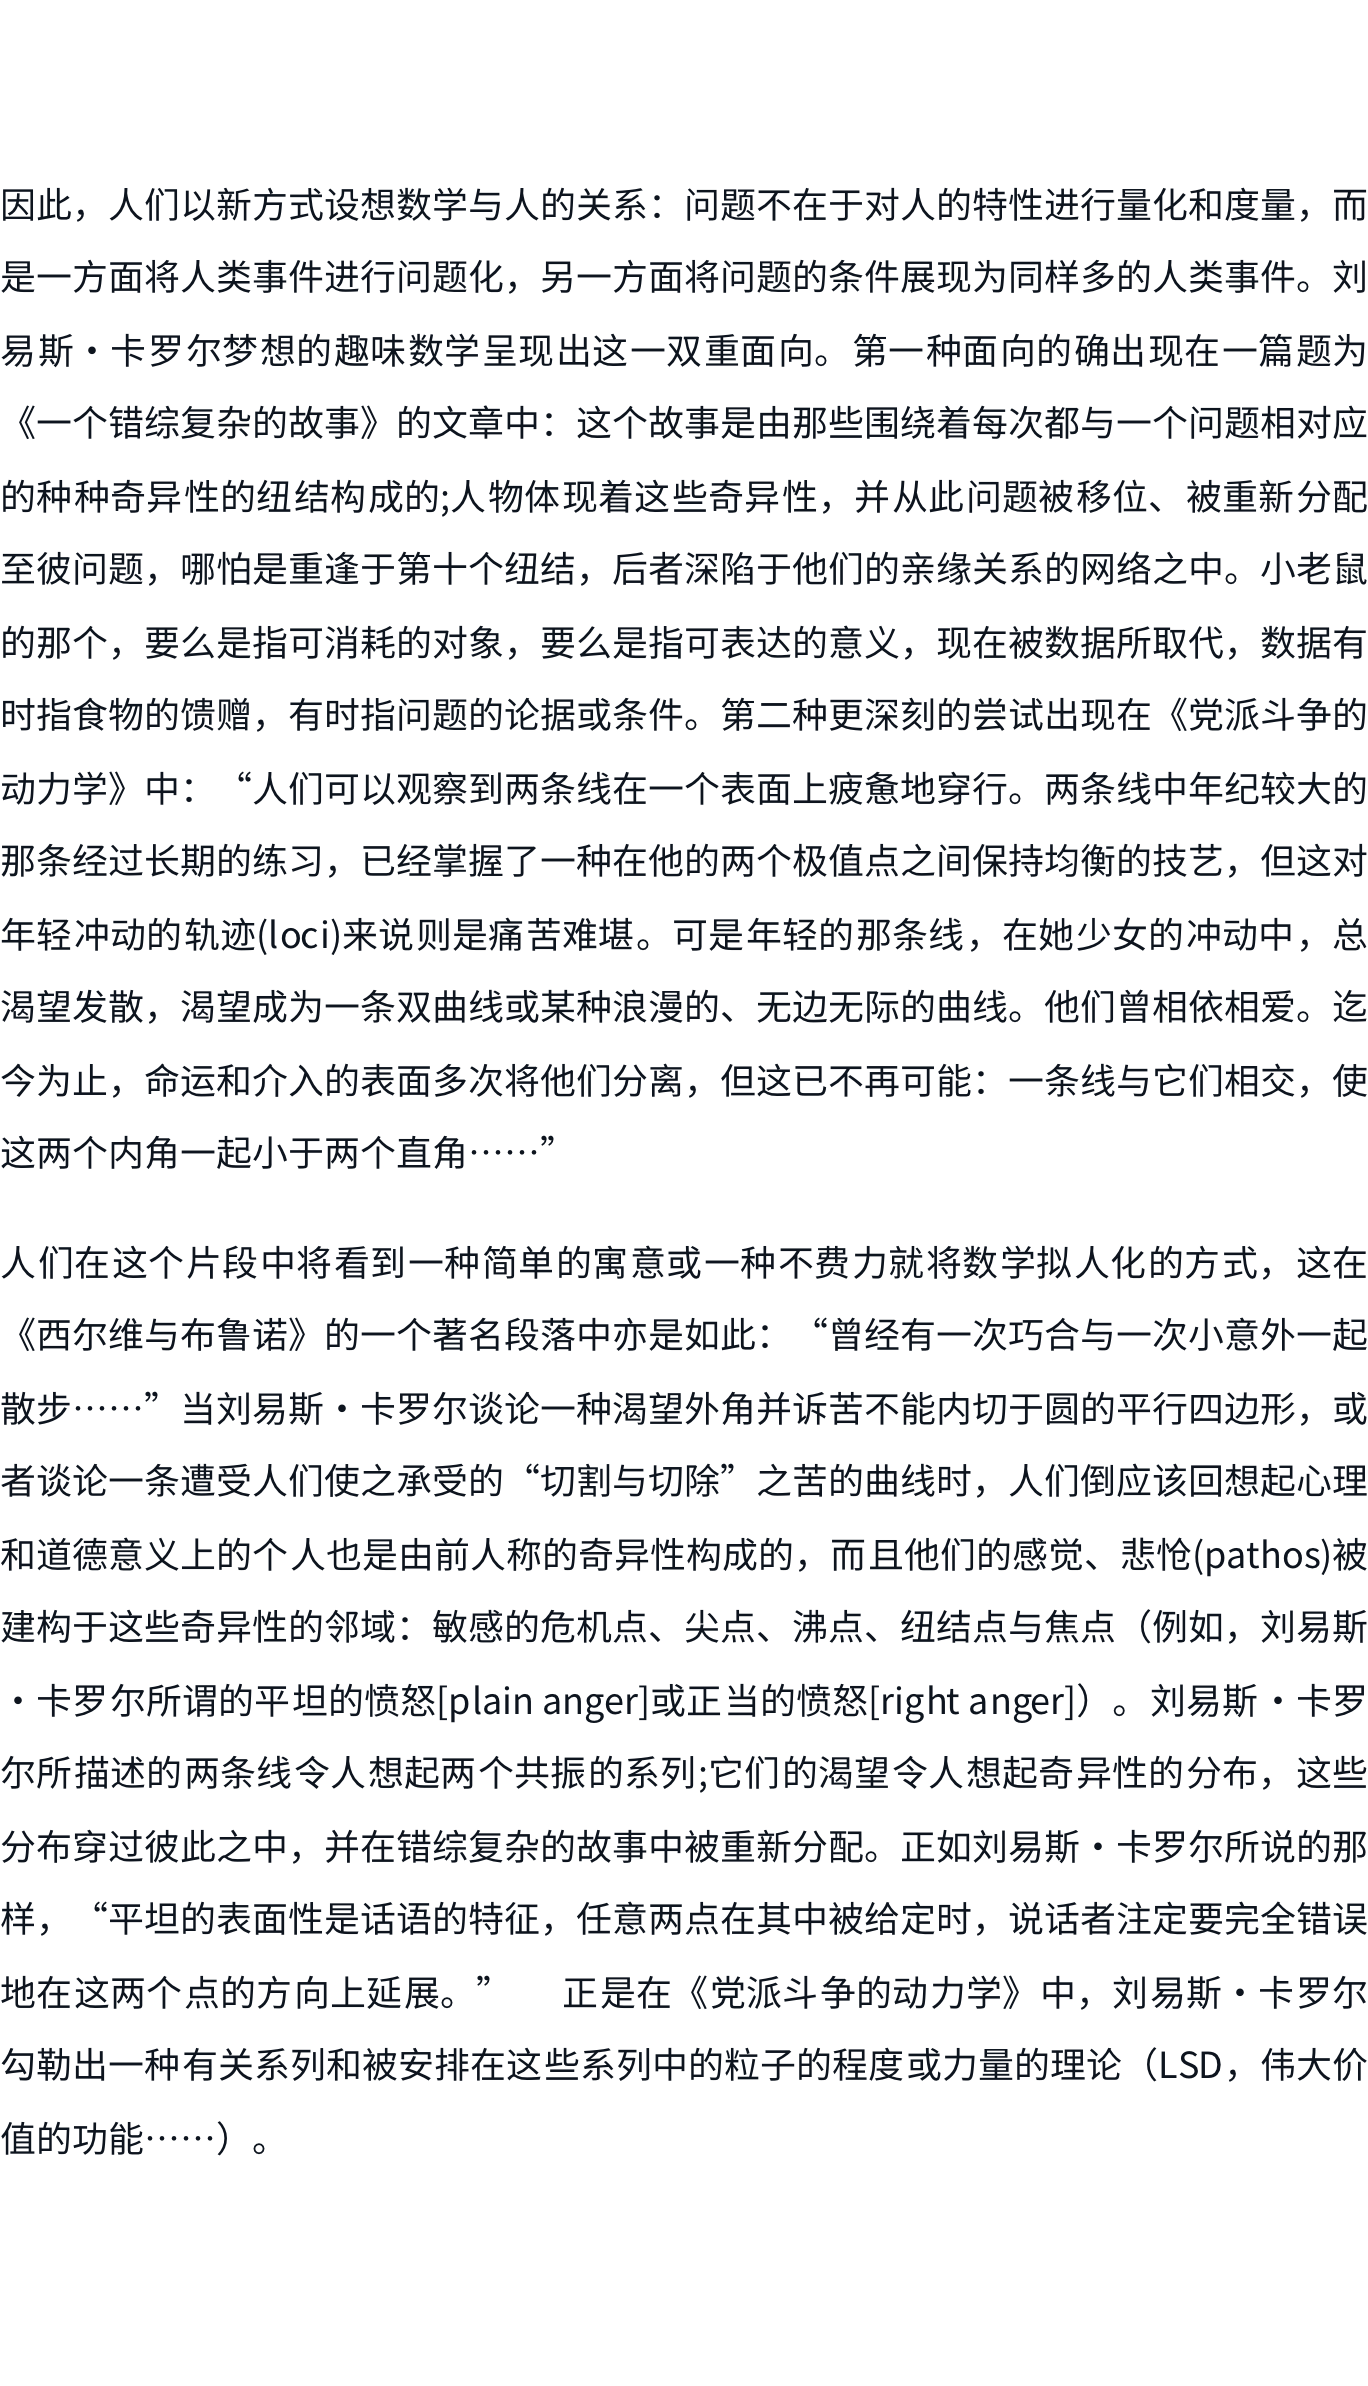 因此，人们以新方式设想数学与人的关系：问题不在于对人的特性进行量化和度量，而
是一方面将人类事件进行问题化，另一方面将问题的条件展现为同样多的人类事件。刘
易斯・卡罗尔梦想的趣味数学呈现出这一双重面向。第一种面向的确出现在一篇题为
《一个错综复杂的故事》的文章中：这个故事是由那些围绕着每次都与一个问题相对应
的种种奇异性的纽结构成的;人物体现着这些奇异性，并从此问题被移位、被重新分配
至彼问题，哪怕是重逢于第十个纽结，后者深陷于他们的亲缘关系的网络之中。小老鼠
的那个，要么是指可消耗的对象，要么是指可表达的意义，现在被数据所取代，数据有
时指食物的馈赠，有时指问题的论据或条件。第二种更深刻的尝试出现在《党派斗争的
动力学》中：“人们可以观察到两条线在一个表面上疲惫地穿行。两条线中年纪较大的
那条经过长期的练习，已经掌握了一种在他的两个极值点之间保持均衡的技艺，但这对
年轻冲动的轨迹(loci)来说则是痛苦难堪。可是年轻的那条线，在她少女的冲动中，总
渴望发散，渴望成为一条双曲线或某种浪漫的、无边无际的曲线。他们曾相依相爱。迄
今为止，命运和介入的表面多次将他们分离，但这已不再可能：一条线与它们相交，使
这两个内角一起小于两个直角……”
人们在这个片段中将看到一种简单的寓意或一种不费力就将数学拟人化的方式，这在
《西尔维与布鲁诺》的一个著名段落中亦是如此：“曾经有一次巧合与一次小意外一起
散步……”当刘易斯・卡罗尔谈论一种渴望外角并诉苦不能内切于圆的平行四边形，或
者谈论一条遭受人们使之承受的“切割与切除”之苦的曲线时，人们倒应该回想起心理
和道德意义上的个人也是由前人称的奇异性构成的，而且他们的感觉、悲怆(pathos)被
建构于这些奇异性的邻域：敏感的危机点、尖点、沸点、纽结点与焦点（例如，刘易斯
・卡罗尔所谓的平坦的愤怒[plain anger]或正当的愤怒[right anger]）。刘易斯・卡罗
尔所描述的两条线令人想起两个共振的系列;它们的渴望令人想起奇异性的分布，这些
分布穿过彼此之中，并在错综复杂的故事中被重新分配。正如刘易斯・卡罗尔所说的那
样，“平坦的表面性是话语的特征，任意两点在其中被给定时，说话者注定要完全错误
地在这两个点的方向上延展。”　　正是在《党派斗争的动力学》中，刘易斯・卡罗尔
勾勒出一种有关系列和被安排在这些系列中的粒子的程度或力量的理论（LSD，伟大价
值的功能……）。